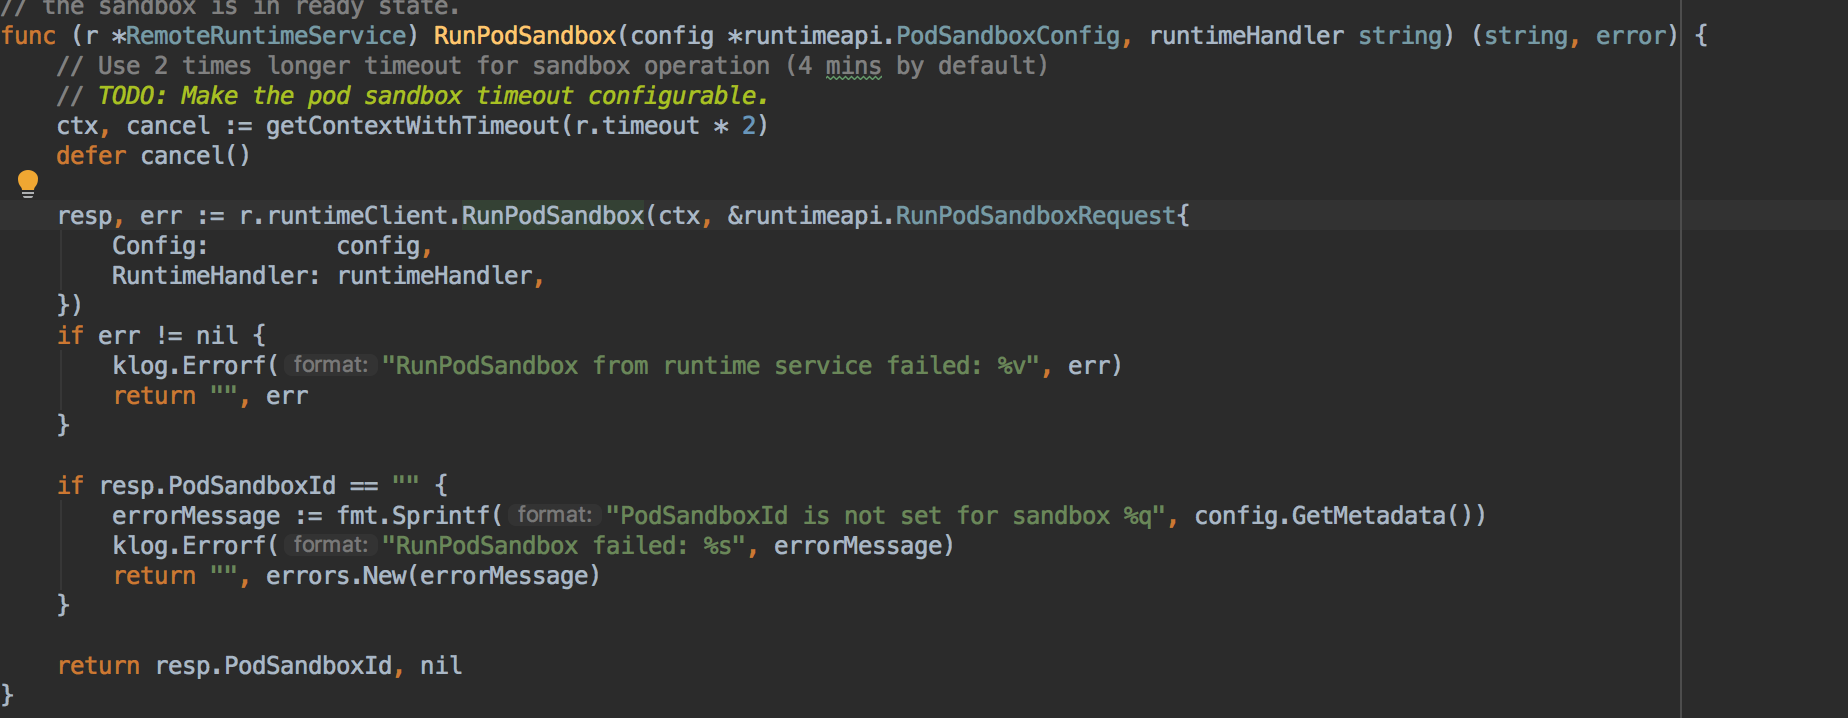 // the sandbox is in ready state.
func (r *RemoteRuntimeService) RunPodSandbox(config *runtimeapi.PodSandboxConfig, runtimeHandler string) (string, error) {
    // Use 2 times longer timeout for sandbox operation (4 mins by default)
    // TODO: Make the pod sandbox timeout configurable.
    ctx, cancel := getContextWithTimeout(r.timeout * 2)
    defer cancel()

    resp, err := r.runtimeClient.RunPodSandbox(ctx, &runtimeapi.RunPodSandboxRequest{
        Config:         config,
        RuntimeHandler: runtimeHandler,
    })
    if err != nil {
        klog.Errorf( format: "RunPodSandbox from runtime service failed: %v", err)
        return "", err
    }

    if resp.PodSandboxId == "" {
        errorMessage := fmt.Sprintf( format: "PodSandboxId is not set for sandbox %q", config.GetMetadata())
        klog.Errorf( format: "RunPodSandbox failed: %s", errorMessage)
        return "", errors.New(errorMessage)
    }

    return resp.PodSandboxId, nil
}